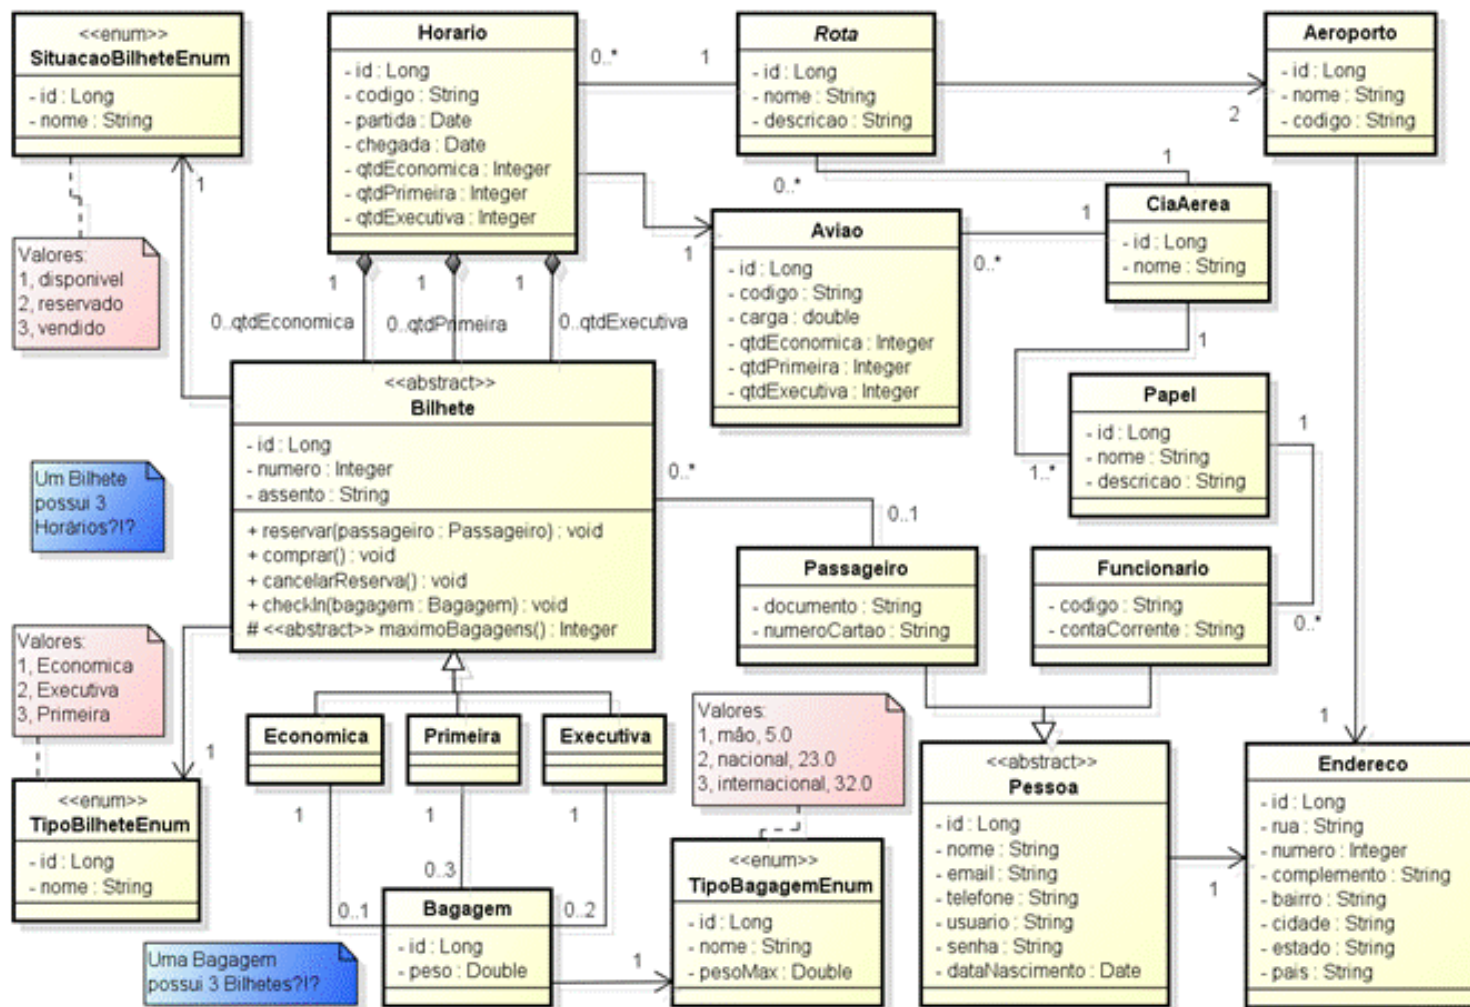 <<enum>>
SituacaoBilheteEnum
- id : Long
- nome : String
Horario
- id : Long
- codigo : String
- partida : Date
- chegada : Date
- qtdEconomica : Integer
- qtdPrimeira : Integer
- qtdExecutiva : Integer
0..*
1
Rota
- id : Long
- nome : String
- descricao : String
2
Aeroporto
- id : Long
- nome : String
- codigo : String
1
Valores:
1, disponivel
2, reservado
3, vendido
1
1
1
0..qtdEconomica
0..qtdPrimeira
0..qtdExecutiva
1
0..*
1
Aviao
- id : Long
- codigo : String
- carga : double
- qtdEconomica : Integer
- qtdPrimeira : Integer
- qtdExecutiva : Integer
0..*
1
CiaAerea
- id : Long
- nome : String
1
1..*
Papel
- id : Long
- nome : String
- descricao : String
1
0..*
<<abstract>>
Bilhete
- id : Long
- numero : Integer
- assento : String
+ reservar(passageiro : Passageiro) : void
+ comprar() : void
+ cancelarReserva() : void
+ checkIn(bagagem : Bagagem) : void
# <<abstract>> maximoBagagens() : Integer
0..*
0..1
Um Bilhete
possui 3
Horários?!?
Passageiro
- documento : String
- numeroCartao : String
Funcionario
- codigo : String
- contaCorrente : String
Valores:
1, Economica
2, Executiva
3, Primeira
1
<<enum>>
TipoBilheteEnum
- id : Long
- nome : String
Economica
Primeira
Executiva
1
1
1
0..3
0..1
0..2
Bagagem
- id : Long
- peso : Double
1
Uma Bagagem
possui 3 Bilhetes?!?
Valores:
1, mão, 5.0
2, nacional, 23.0
3, internacional, 32.0
<<enum>>
TipoBagagemEnum
- id : Long
- nome : String
- pesoMax : Double
<<abstract>>
Pessoa
- id : Long
- nome : String
- email : String
- telefone : String
- usuario : String
- senha : String
- dataNascimento : Date
1
1
Endereco
- id : Long
- rua : String
- numero : Integer
- complemento : String
- bairro : String
- cidade : String
- estado : String
- pais : String